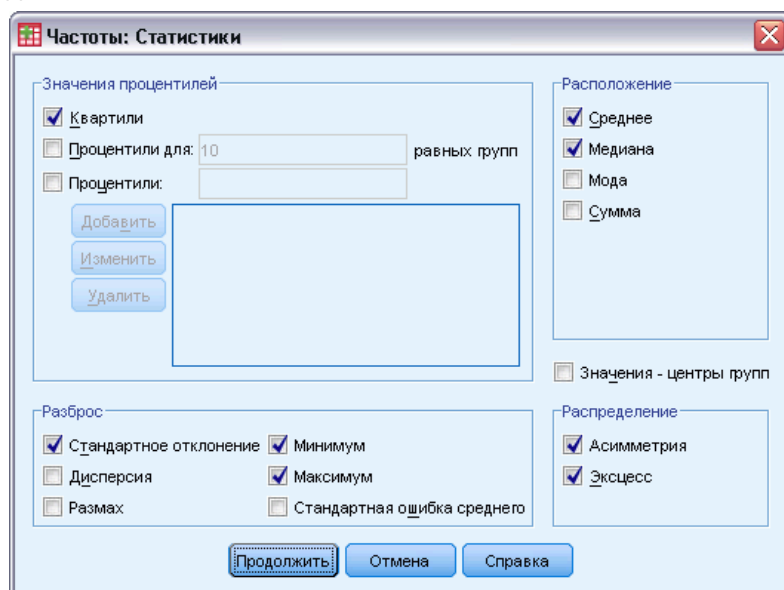 Частоты: Статистики
Значения процентилей
Квартили
Процентили для: 10 равных групп
Процентили:
Добавить
Изменить
Удалить
Расположение
Среднее
Медиана
Мода
Сумма
Значения - центры групп
Разброс
Стандартное отклонение
Минимум
Дисперсия
Максимум
Размах
Стандартная ошибка среднего
Распределение
Асимметрия
Эксцесс
Продолжить
Отмена
Справка